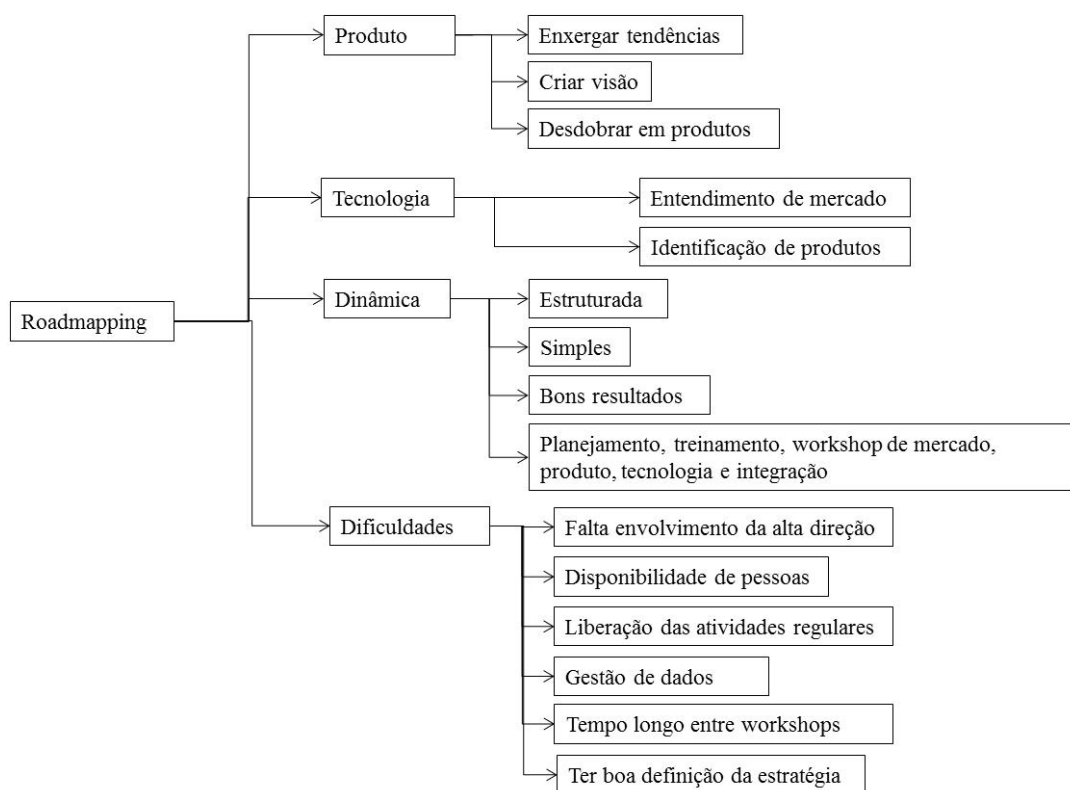 Produto
Enxergar tendências
Criar visão
Desdobrar em produtos
Tecnologia
Entendimento de mercado
Identificação de produtos
Roadmapping
Dinâmica
Estruturada
Simples
Bons resultados
Planejamento, treinamento, workshop de mercado,
produto, tecnologia e integração
Dificuldades
Falta envolvimento da alta direção
Disponibilidade de pessoas
Liberação das atividades regulares
Gestão de dados
Tempo longo entre workshops
Ter boa definição da estratégia